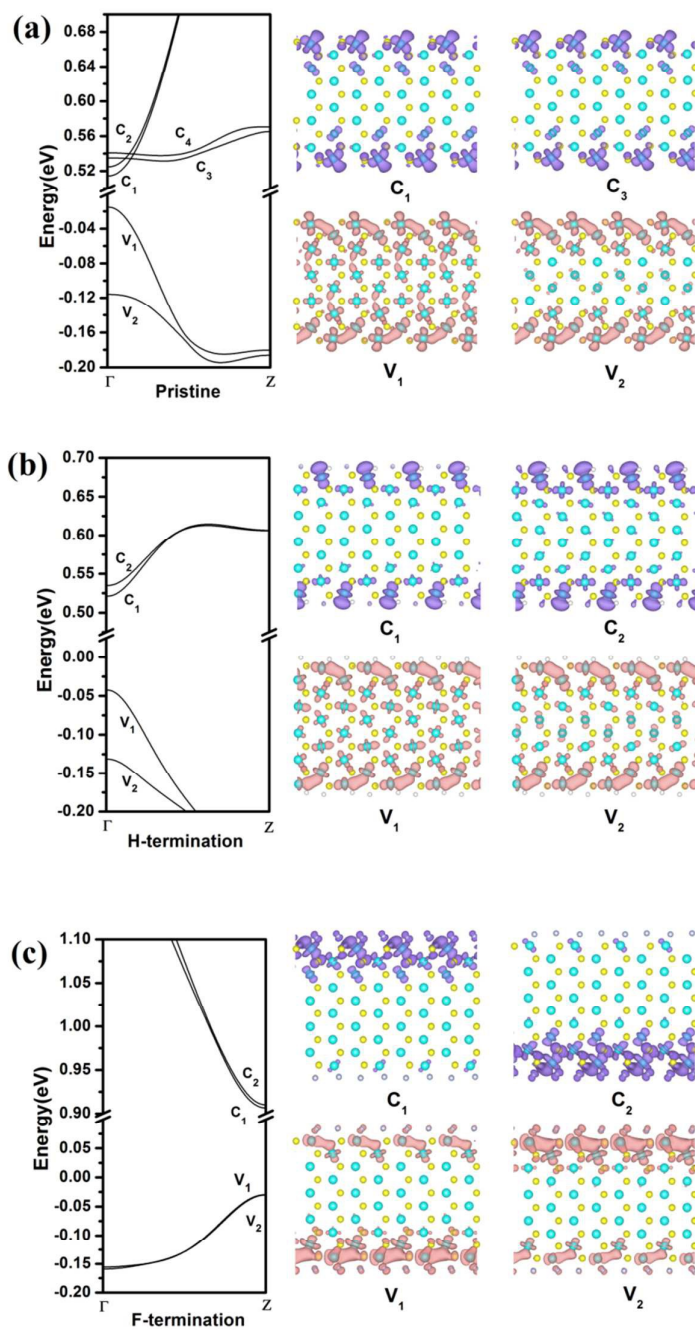 (a)
Energy(eV)
0.68
0.64
0.60
0.56
0.52
-0.04
-0.08
-0.12
-0.16
-0.20
C2
C4
C3
C1
V1
V2
Γ
Z
Pristine
C1
C3
V1
V2
(b)
Energy(eV)
0.70
0.65
0.60
0.55
0.50
0.00
-0.05
-0.10
-0.15
-0.20
C2
C1
V1
V2
Γ
Z
H-termination
C1
C2
V1
V2
(c)
Energy(eV)
1.10
1.05
1.00
0.95
0.90
0.05
0.00
-0.05
-0.10
-0.15
-0.20
C2
C1
V1
V2
Γ
Z
F-termination
C1
C2
V1
V2